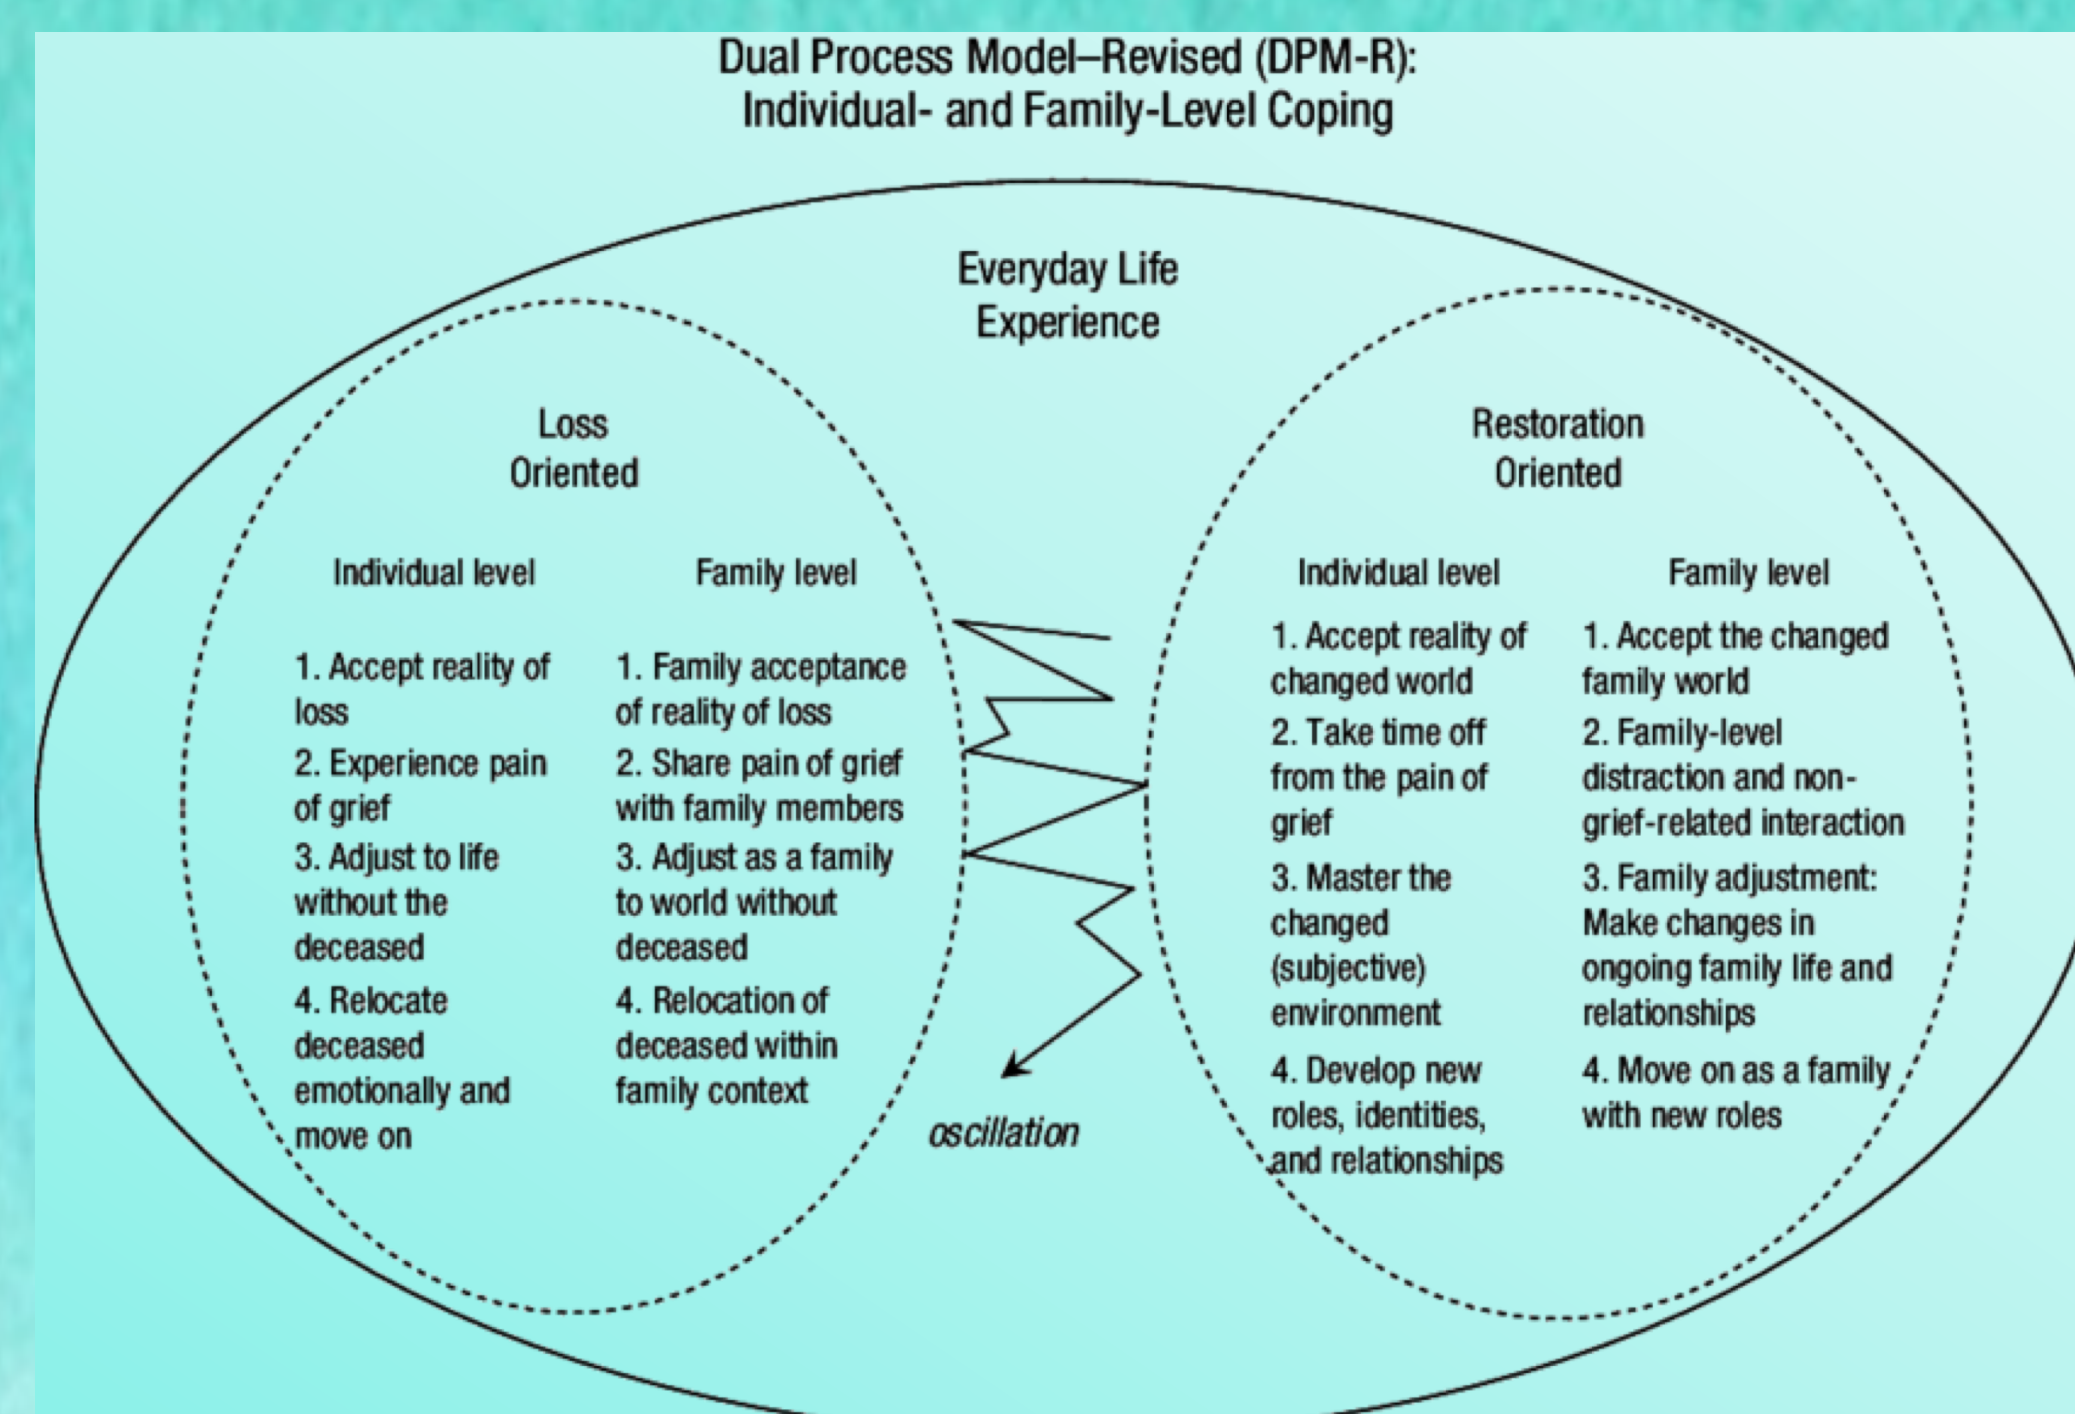 Dual Process Model–Revised (DPM-R):
Individual- and Family-Level Coping
Everyday Life
Experience
Loss
Oriented
Individual level
1. Accept reality of
loss
2. Experience pain
of grief
3. Adjust to life
without the
deceased
4. Relocate
deceased
emotionally and
move on
Family level
1. Family acceptance
of reality of loss
2. Share pain of grief
with family members
3. Adjust as a family
to world without
deceased
4. Relocation of
deceased within
family context
oscillation
Restoration
Oriented
Individual level
1. Accept reality of
changed world
2. Take time off
from the pain of
grief
3. Master the
changed
(subjective)
environment
4. Develop new
roles, identities,
and relationships
Family level
1. Accept the changed
family world
2. Family-level
distraction and non-
grief-related interaction
3. Family adjustment:
Make changes in
ongoing family life and
relationships
4. Move on as a family
with new roles